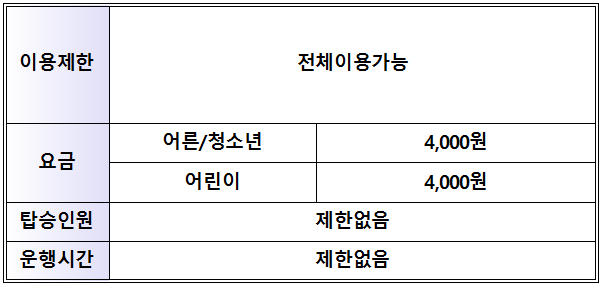 이용제한 전체이용가능
요금 어른/청소년 4,000원
어린이 4,000원
탑승인원 제한없음
운행시간 제한없음